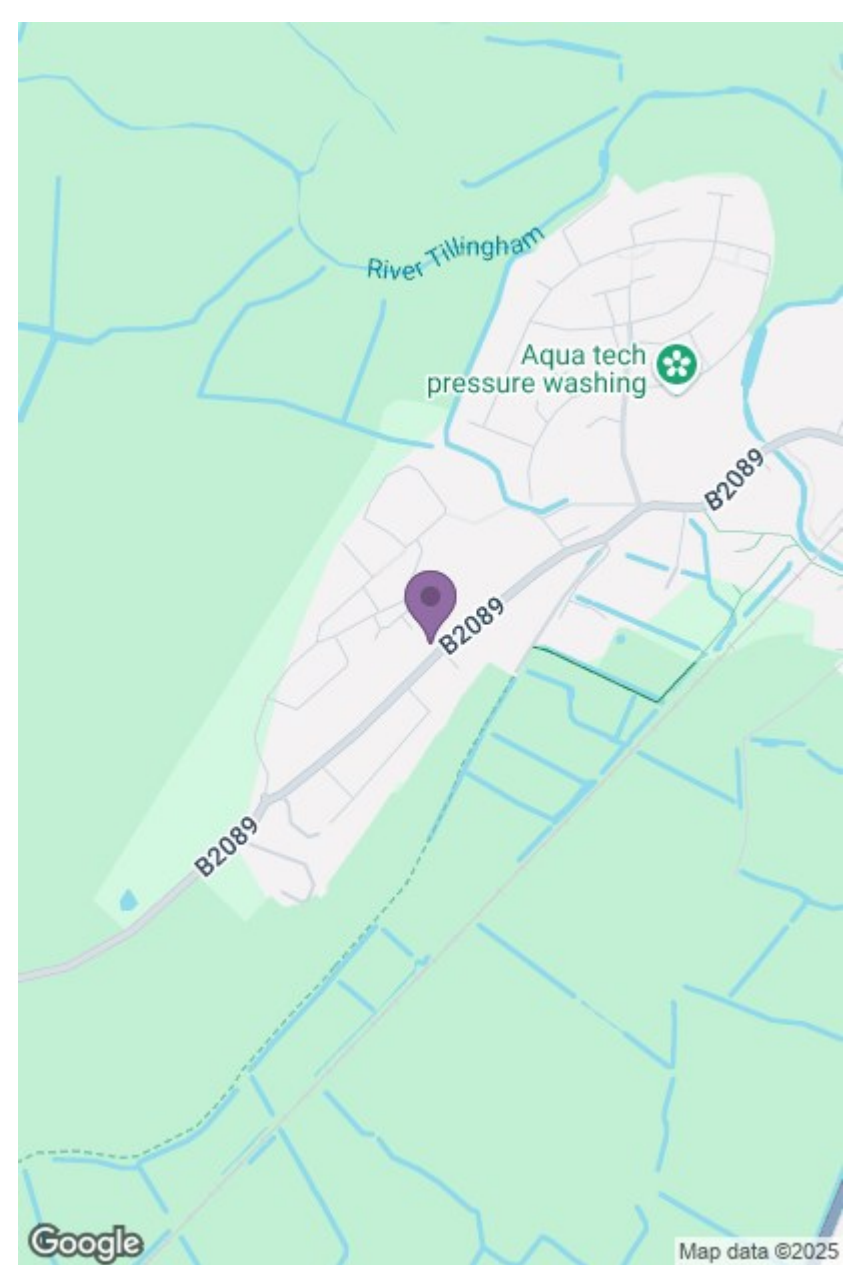 River Tillingham
Aqua tech
pressure washing
B2089
B2089
B2089
Google
Map data ©2025